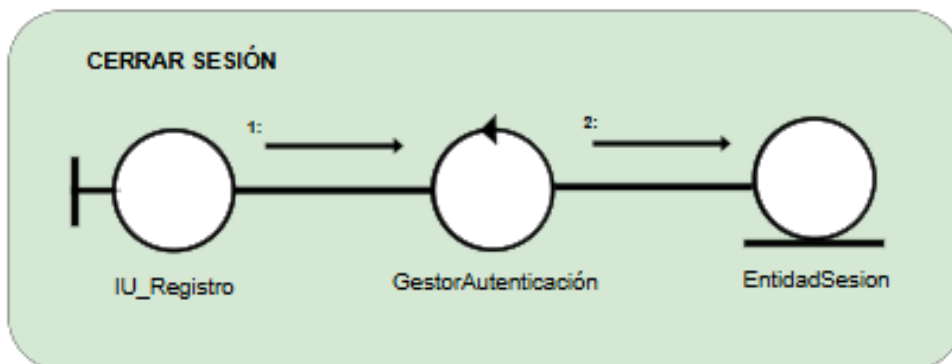 CERRAR SESIÓN
1:
2:
IU_Registro
GestorAutenticación
EntidadSesion